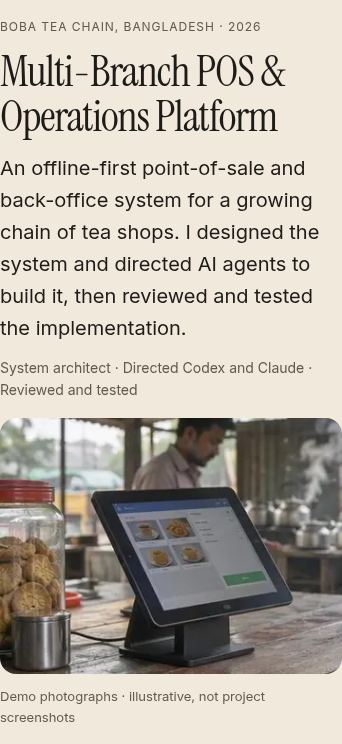 BOBA TEA CHAIN, BANGLADESH · 2026
Multi-Branch POS &
Operations Platform
An offline-first point-of-sale and
back-office system for a growing
chain of tea shops. I designed the
system and directed AI agents to
build it, then reviewed and tested
the implementation.
System architect · Directed Codex and Claude ·
Reviewed and tested
Demo photographs · illustrative, not project
screenshots